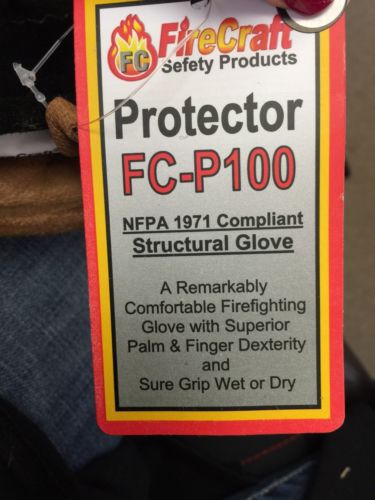 FC
FireCraft
Safety Products
Protector
FC-P100
NFPA 1971 Compliant
Structural Glove
A Remarkably
Comfortable Firefighting
Glove with Superior
Palm & Finger Dexterity
and
Sure Grip Wet or Dry